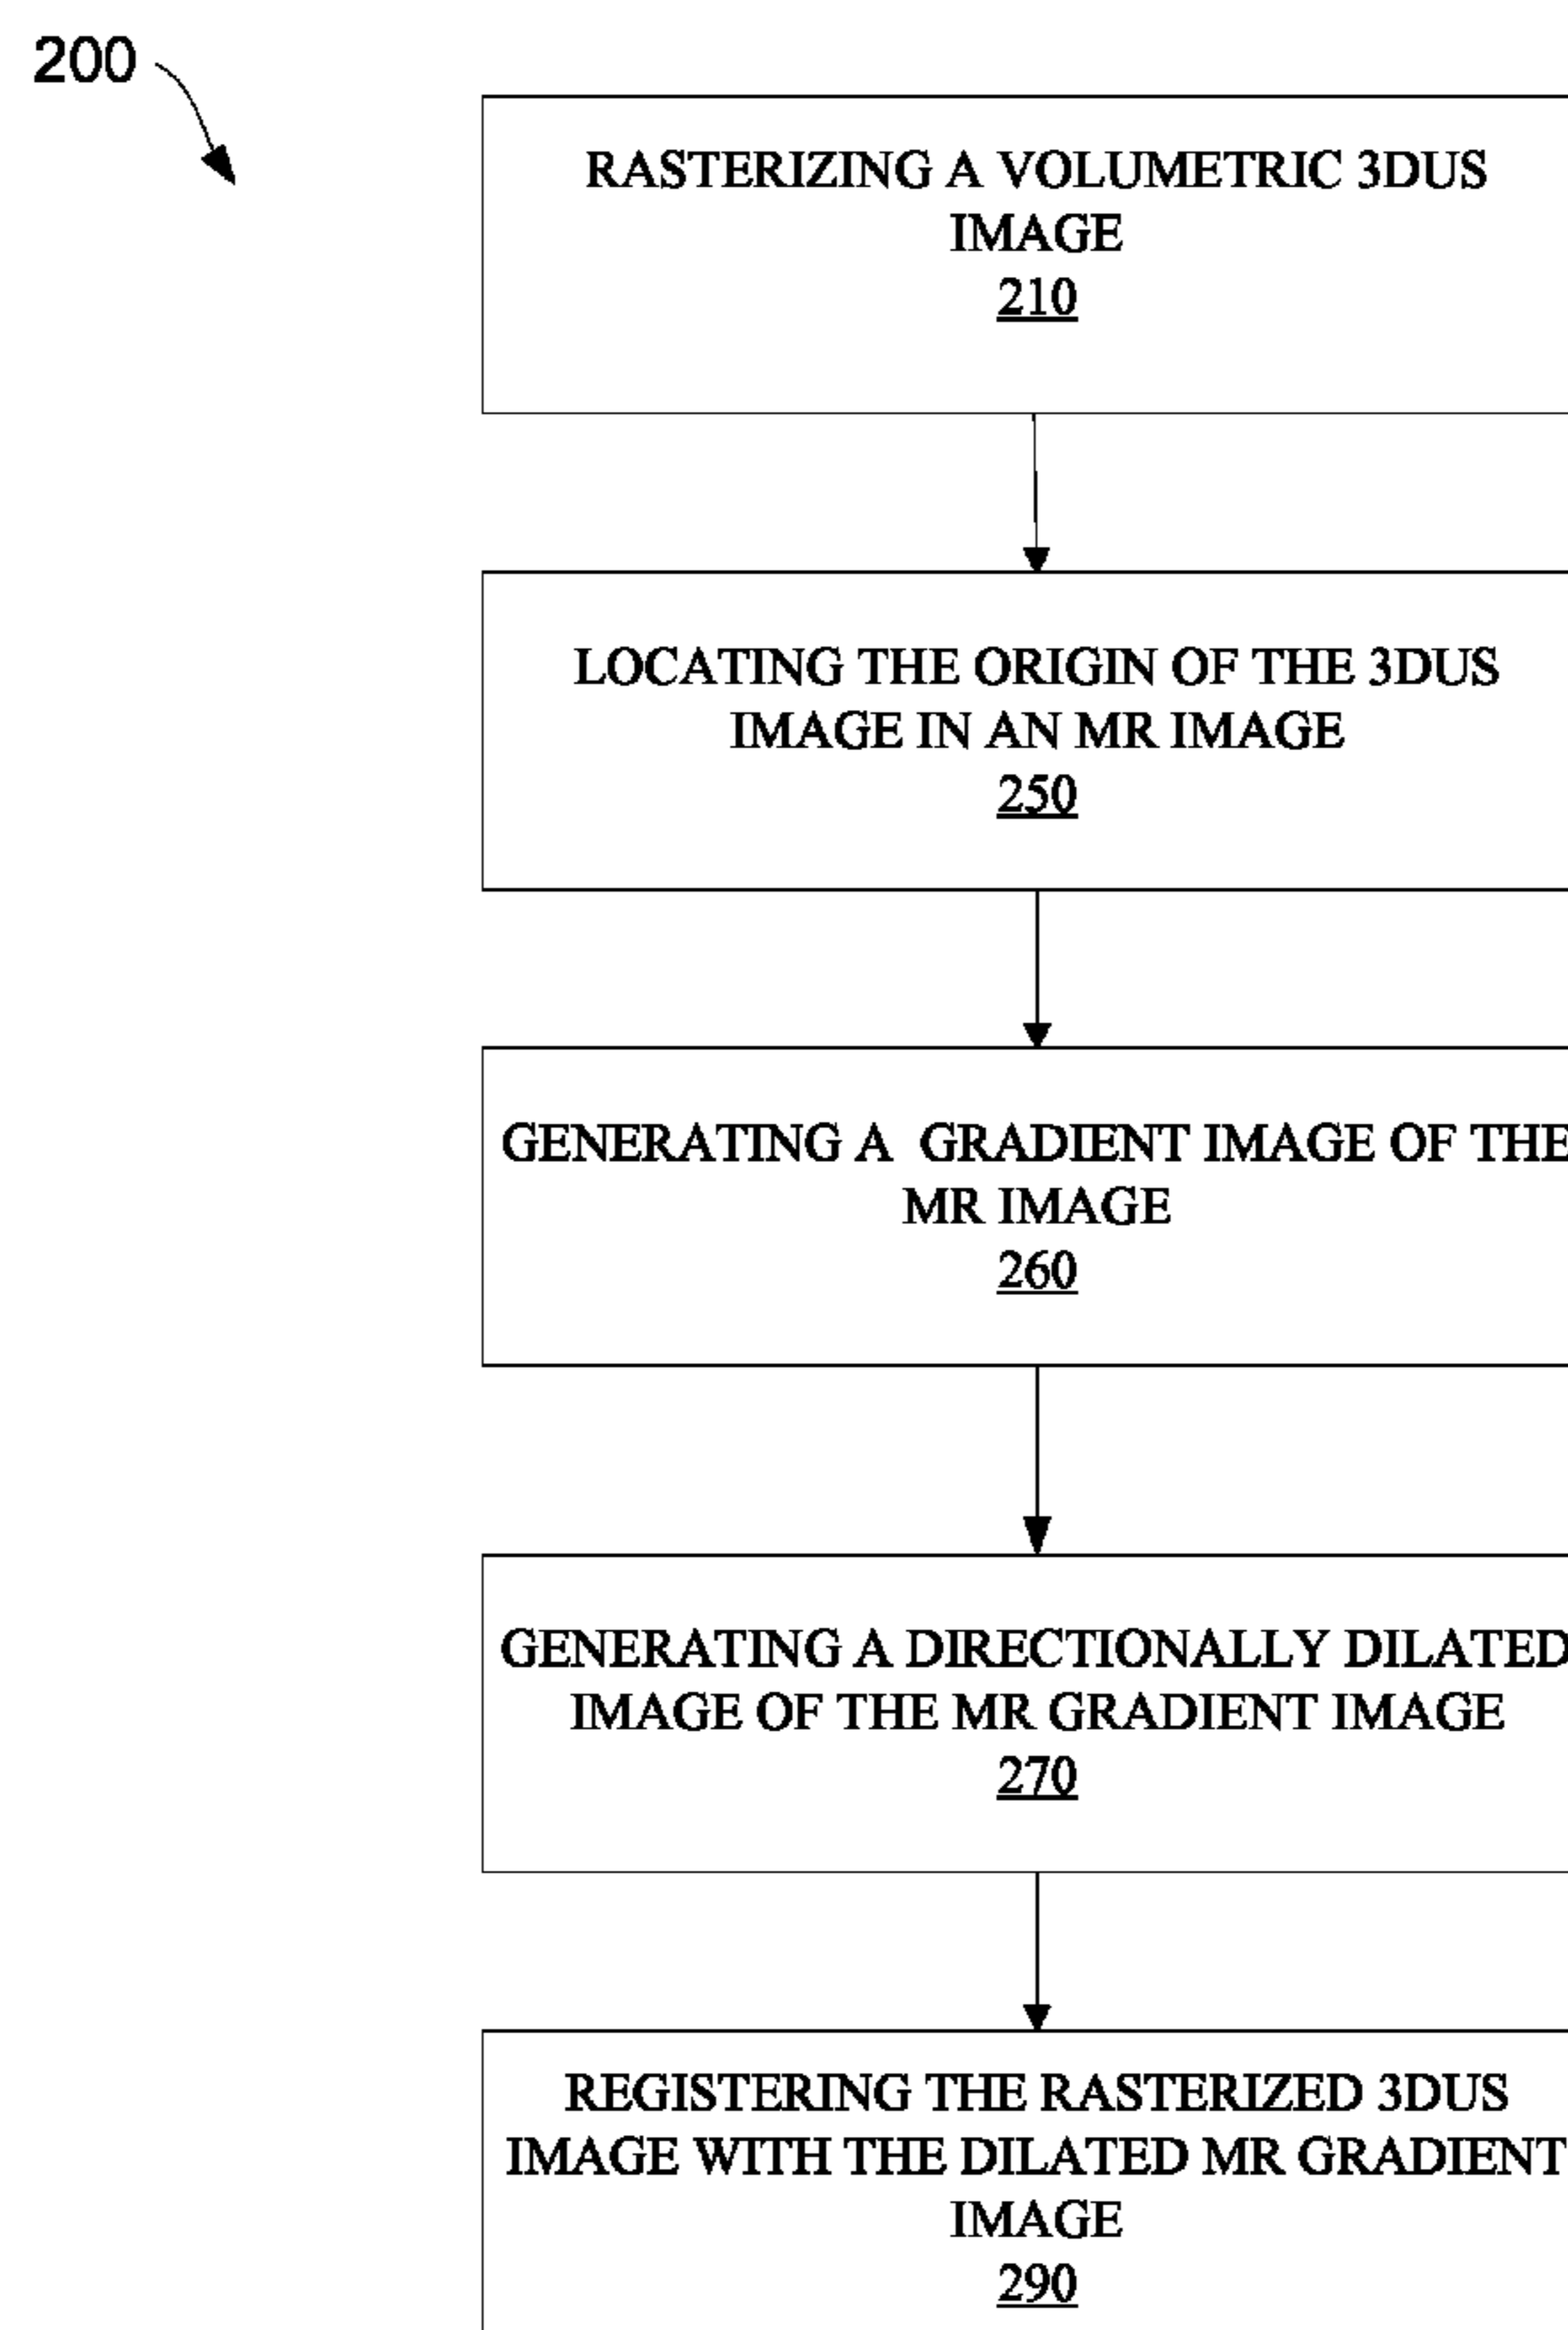 200
RASTERIZING A VOLUMETRIC 3DUS
IMAGE
210
LOCATING THE ORIGIN OF THE 3DUS
IMAGE IN AN MR IMAGE
250
GENERATING A GRADIENT IMAGE OF THE
MR IMAGE
260
GENERATING A DIRECTIONALLY DILATED
IMAGE OF THE MR GRADIENT IMAGE
270
REGISTERING THE RASTERIZED 3DUS
IMAGE WITH THE DILATED MR GRADIENT
IMAGE
290